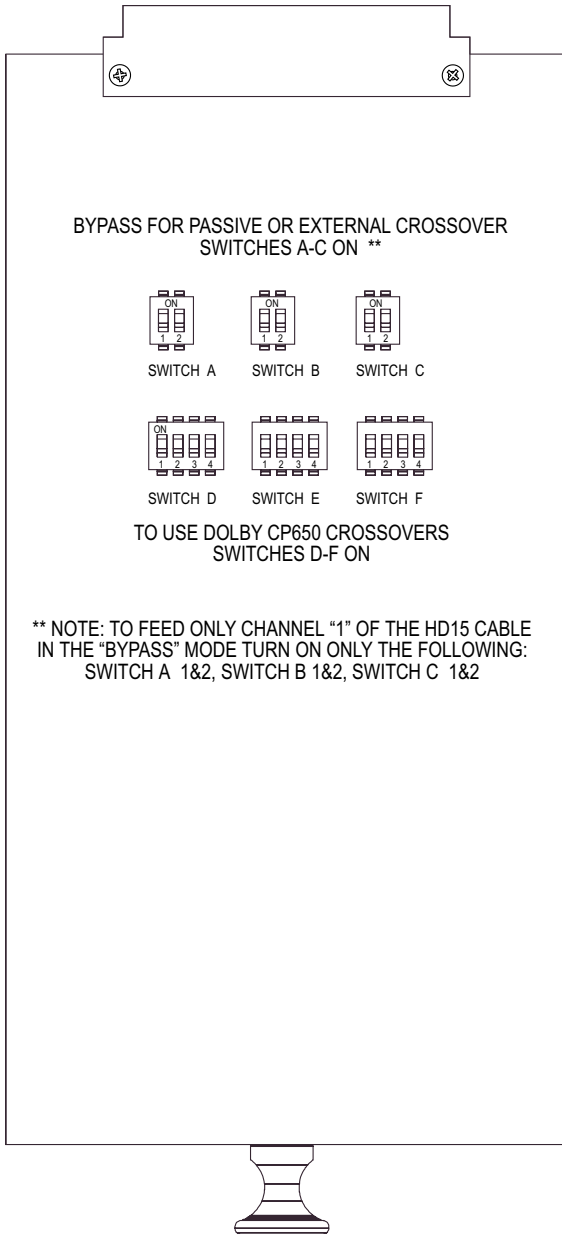 BYPASS FOR PASSIVE OR EXTERNAL CROSSOVER
SWITCHES A-C ON **
ON ON ON
1 2 1 2 1 2
SWITCH A SWITCH B SWITCH C
ON
1 2 3 4 1 2 3 4 1 2 3 4
SWITCH D SWITCH E SWITCH F
TO USE DOLBY CP650 CROSSOVERS
SWITCHES D-F ON
** NOTE: TO FEED ONLY CHANNEL “1” OF THE HD15 CABLE
IN THE “BYPASS” MODE TURN ON ONLY THE FOLLOWING:
SWITCH A 1&2, SWITCH B 1&2, SWITCH C 1&2